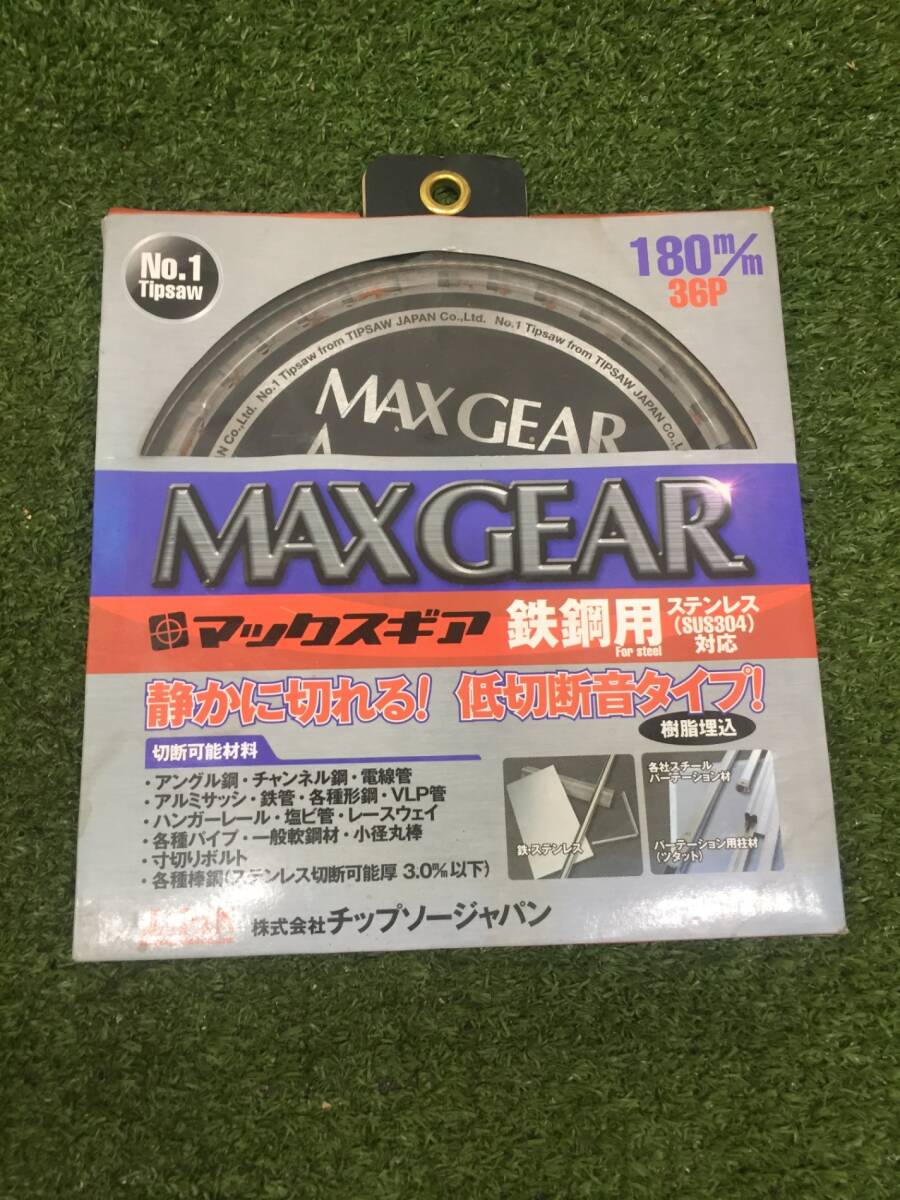 No.1
Tipsaw
180m/m
36P
Co.,Ltd. No.1 Tipsaw from TIPSAW JAPAN Co.,Ltd. No.1 Tipsaw from TIPSAW JAPAN Co.,L
MAXGEAR
MAXGEAR
マックスギア
鉄鋼用
For steel
ステンレス
(SUS304)
対応
静かに切れる! 低切断音タイプ!
樹脂埋込
切断可能材料
・アングル鋼・チャンネル鋼・電線管
・アルミサッシ・鉄管・各種形鋼・VLP管
・ハンガーレール・塩ビ管・レースウェイ
・各種パイプ・一般軟鋼材・小径丸棒
・寸切りボルト
・各種棒鋼(ステンレス切断可能厚 3.0m/m以下)
鉄・ステンレス
各社スチール
パーテーション材
パーテーション用柱材
(ツタット)
株式会社チップソージャパン